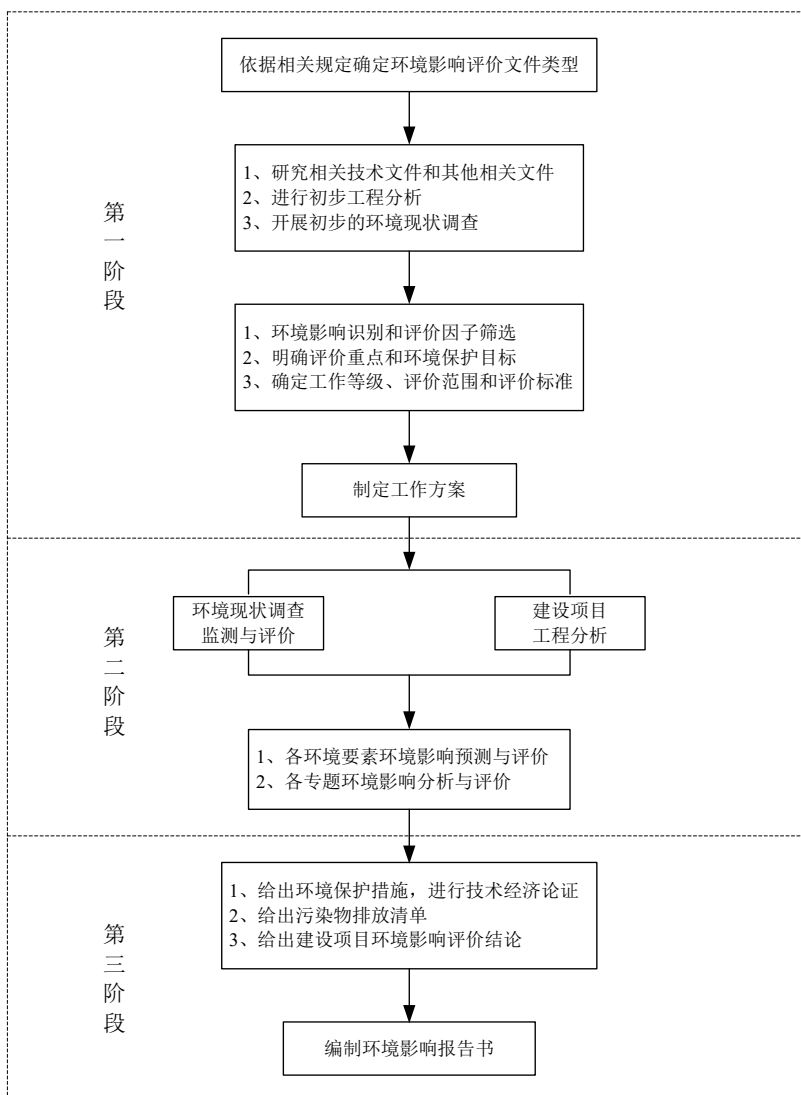 依据相关规定确定环境影响评价文件类型
1、研究相关技术文件和其他相关文件
2、进行初步工程分析
3、开展初步的环境现状调查
第一阶段
1、环境影响识别和评价因子筛选
2、明确评价重点和环境保护目标
3、确定工作等级、评价范围和评价标准
制定工作方案
环境现状调查
监测与评价
建设项目
工程分析
第二阶段
1、各环境要素环境影响预测与评价
2、各专题环境影响分析与评价
1、给出环境保护措施，进行技术经济论证
2、给出污染物排放清单
3、给出建设项目环境影响评价结论
第三阶段
编制环境影响报告书